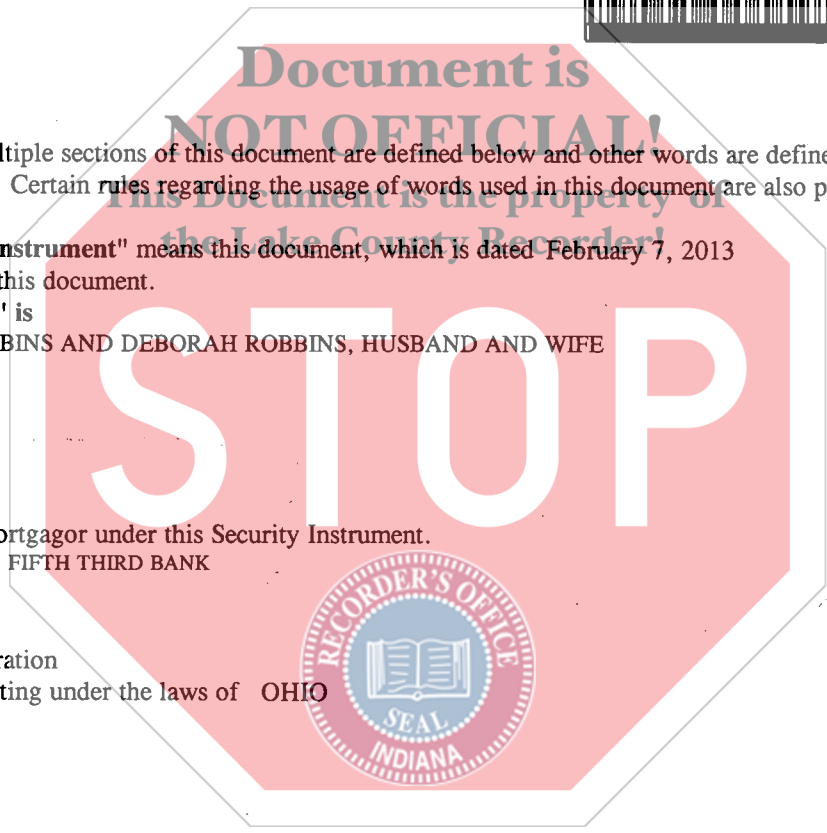 Document is
NOT OFFICIAL!
ltiple sections of this document are defined below and other words are define
Certain rules regarding the usage of words used in this document are also p
This Document is the property of
the Lake County Recorder!
nstrument" means this document, which is dated February 7, 2013
this document.
' is
BINS AND DEBORAH ROBBINS, HUSBAND AND WIFE
STOP
ortgagor under this Security Instrument.
FIFTH THIRD BANK
RECORDER'S OFFICE
ration
ting under the laws of OHIO
SEAL
INDIANA